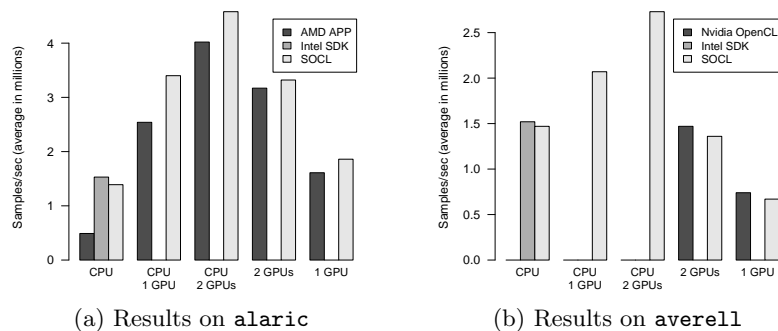 Samples/sec (average in millions)
4
3
2
1
0
AMD APP
Intel SDK
SOCL
CPU
CPU
1 GPU
CPU
2 GPUs
2 GPUs
1 GPU
(a) Results on alaric
Samples/sec (average in millions)
2.5
2.0
1.5
1.0
0.5
0.0
Nvidia OpenCL
Intel SDK
SOCL
CPU
CPU
1 GPU
CPU
2 GPUs
2 GPUs
1 GPU
(b) Results on averell